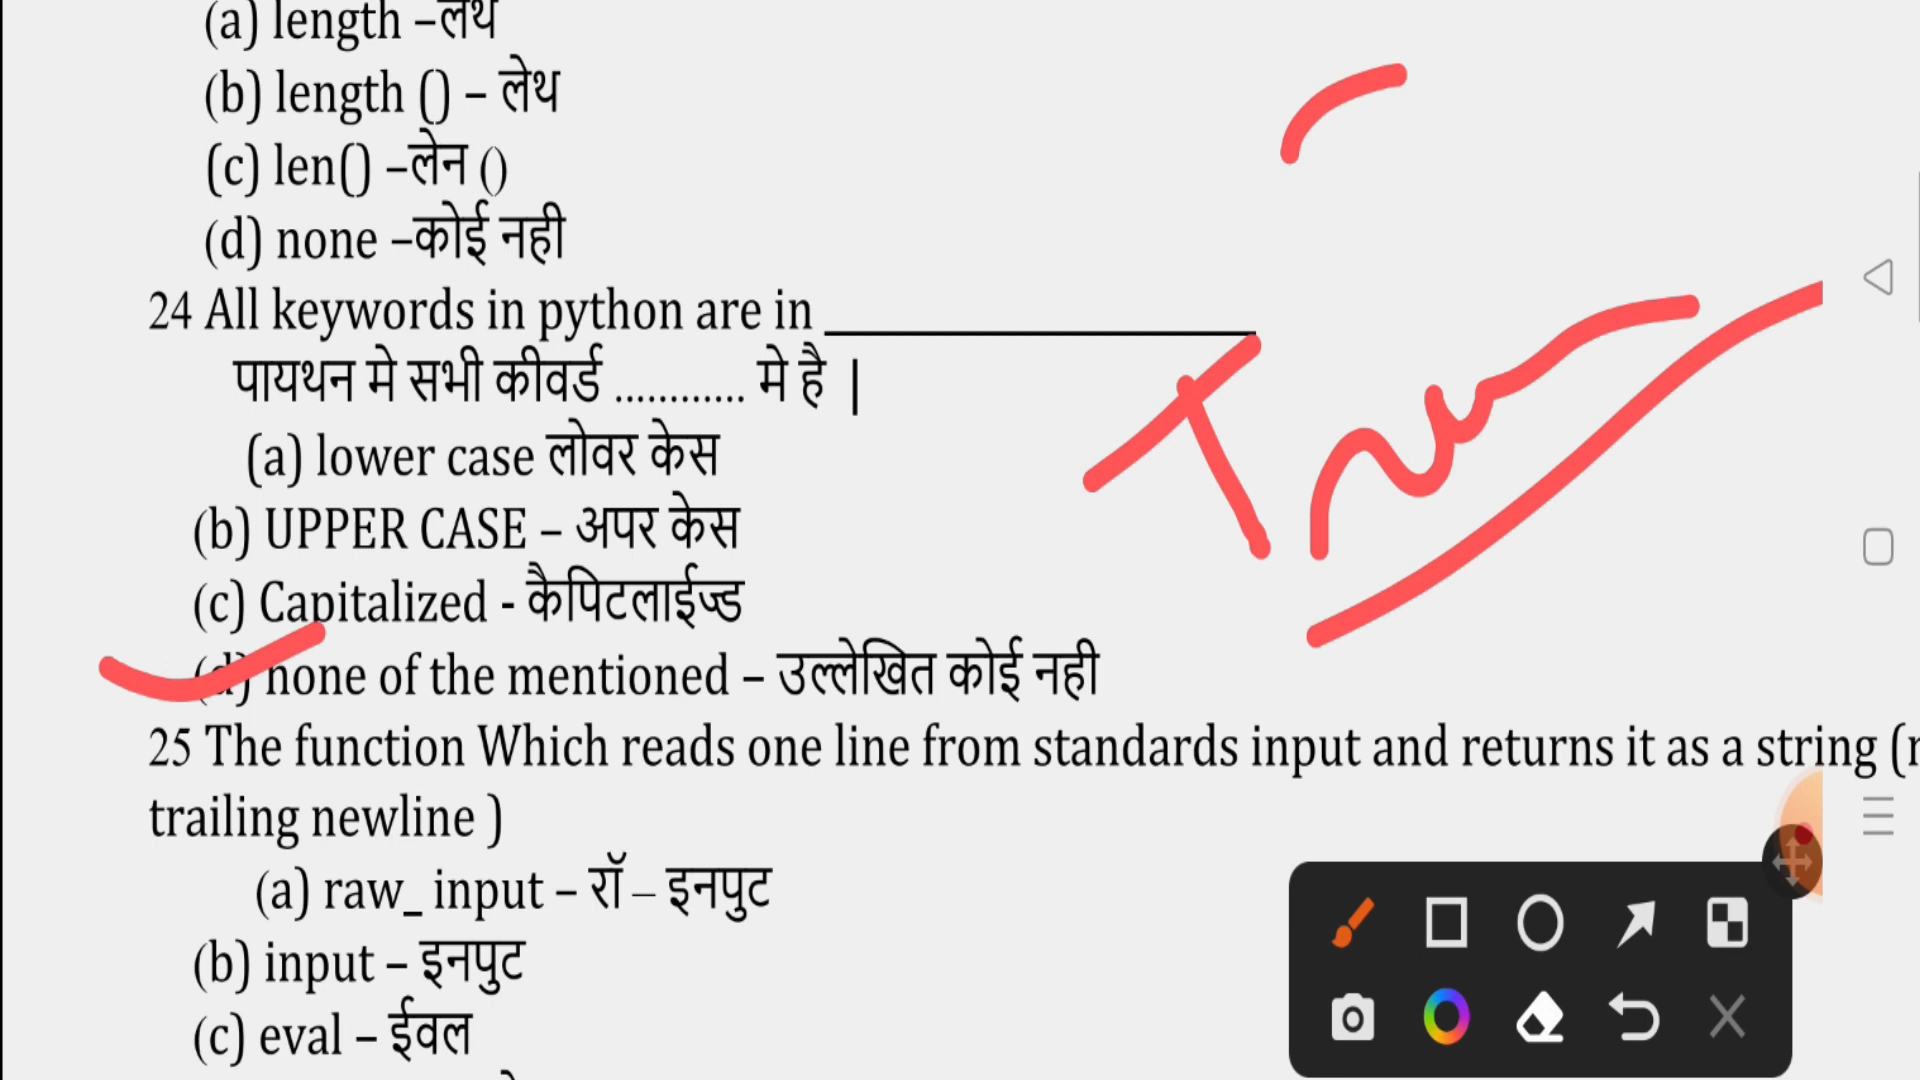 (a) length –लेथ
(b) length () – लेथ
(c) len() –लेन ()
(d) none –कोई नही
24 All keywords in python are in ______________
पायथन मे सभी कीवर्ड ............ मे है |
(a) lower case लोवर केस
(b) UPPER CASE – अपर केस
(c) Capitalized - कैपिटलाईज्ड
(d) none of the mentioned – उल्लेखित कोई नही
True
25 The function Which reads one line from standards input and returns it as a string (r
trailing newline )
(a) raw_ input – रॉ – इनपुट
(b) input – इनपुट
(c) eval – ईवल